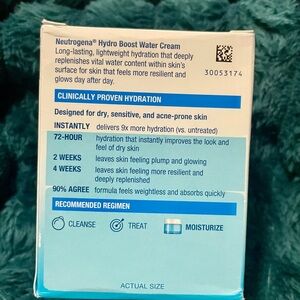 Neutrogena® Hydro Boost Water Cream
Long-lasting, lightweight hydration that deeply
replenishes vital water content within skin's
surface for skin that feels more resilient and
glows day after day.
30053174
CLINICALLY PROVEN HYDRATION
Designed for dry, sensitive, and acne-prone skin
INSTANTLY delivers 9x more hydration (vs. untreated)
72-HOUR hydration that instantly improves the look and
feel of dry skin
2 WEEKS leaves skin feeling plump and glowing
4 WEEKS leaves skin feeling more resilient and
deeply replenished
90% AGREE formula feels weightless and absorbs quickly
RECOMMENDED REGIMEN
CLEANSE TREAT MOISTURIZE
ACTUAL SIZE